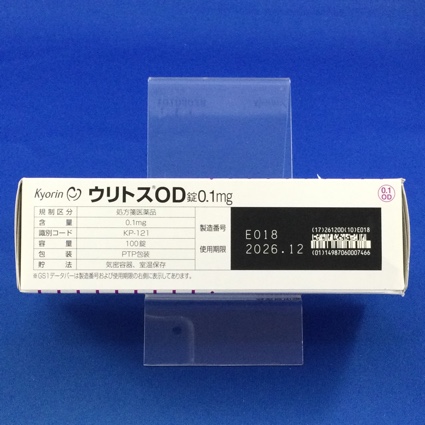 Kyorin ウリトスOD錠0.1mg
0.1
OD
規制区分 処方箋医薬品
含量 0.1mg
識別コード KP-121
容量 100錠
包装 PTP包装
貯法 気密容器、室温保存
※GS1データバーは製造番号および使用期限の右側に表示してあります。
製造番号 E018
使用期限 2026.12
(17)261200(10)E018
(01)14987060007466